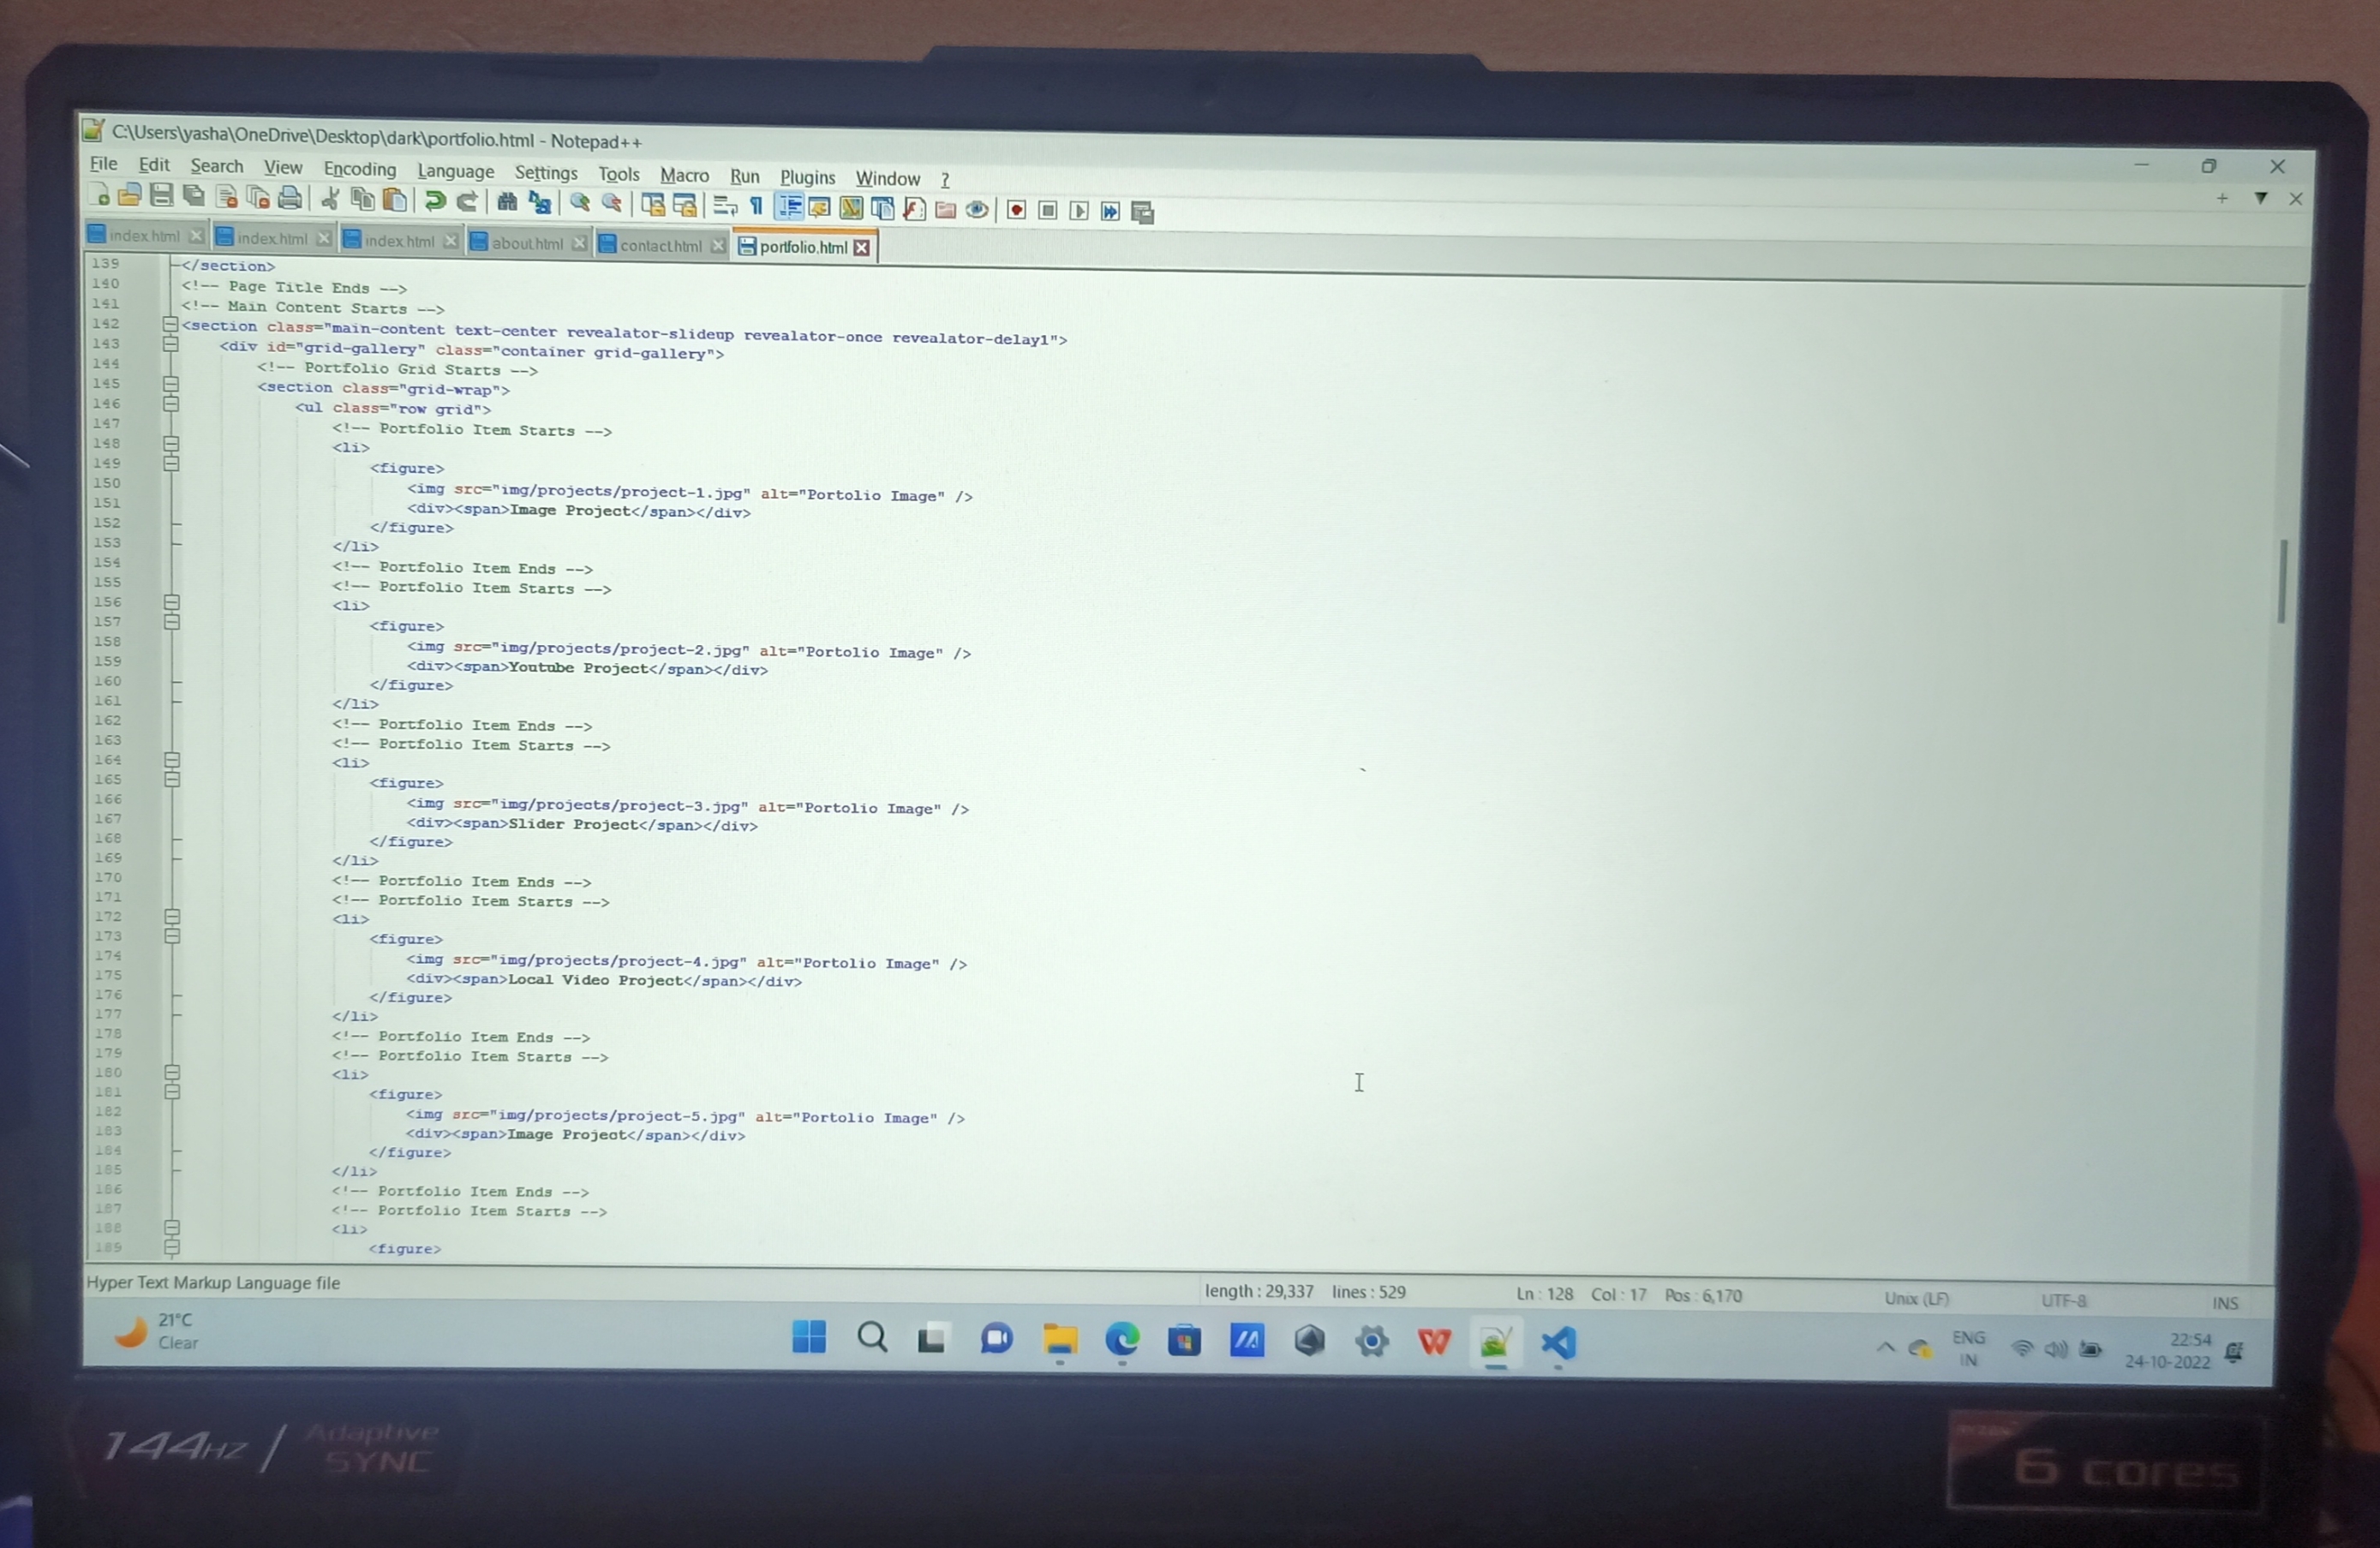 C:\Users\yasha\OneDrive\Desktop\dark\portfolio.html - Notepad++
File Edit Search View Encoding Language Settings Tools Macro Run Plugins Window ?
index.html index.html index.html about.html contact.html portfolio.html
139 </section>
140 <!-- Page Title Ends -->
141 <!-- Main Content Starts -->
142 <section class="main-content text-center revealator-slideup revealator-once revealator-delay1">
143 <div id="grid-gallery" class="container grid-gallery">
144 <!-- Portfolio Grid Starts -->
145 <section class="grid-wrap">
146 <ul class="row grid">
147 <!-- Portfolio Item Starts -->
148 <li>
149 <figure>
150 <img src="img/projects/project-1.jpg" alt="Portolio Image" />
151 <div><span>Image Project</span></div>
152 </figure>
153 </li>
154 <!-- Portfolio Item Ends -->
155 <!-- Portfolio Item Starts -->
156 <li>
157 <figure>
158 <img src="img/projects/project-2.jpg" alt="Portolio Image" />
159 <div><span>Youtube Project</span></div>
160 </figure>
161 </li>
162 <!-- Portfolio Item Ends -->
163 <!-- Portfolio Item Starts -->
164 <li>
165 <figure>
166 <img src="img/projects/project-3.jpg" alt="Portolio Image" />
167 <div><span>Slider Project</span></div>
168 </figure>
169 </li>
170 <!-- Portfolio Item Ends -->
171 <!-- Portfolio Item Starts -->
172 <li>
173 <figure>
174 <img src="img/projects/project-4.jpg" alt="Portolio Image" />
175 <div><span>Local Video Project</span></div>
176 </figure>
177 </li>
178 <!-- Portfolio Item Ends -->
179 <!-- Portfolio Item Starts -->
180 <li>
181 <figure>
182 <img src="img/projects/project-5.jpg" alt="Portolio Image" />
183 <div><span>Image Project</span></div>
184 </figure>
185 </li>
186 <!-- Portfolio Item Ends -->
187 <!-- Portfolio Item Starts -->
188 <li>
189 <figure>
Hyper Text Markup Language file length : 29,337 lines : 529 Ln : 128 Col : 17 Pos : 6,170 Unix (LF) UTF-8 INS
21°C
Clear
ENG
IN
22:54
24-10-2022
144Hz / Adaptive SYNC
RYZEN
6 cores